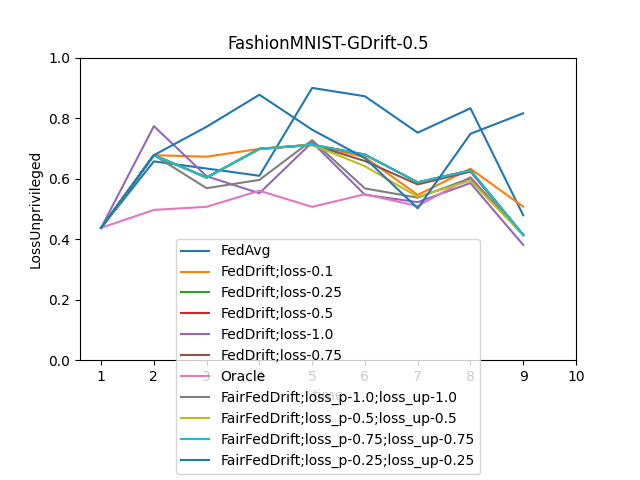 FashionMNIST-GDrift-0.5
LossUnprivileged
1.0
0.8
0.6
0.4
0.2
0.0
FedAvg
FedDrift;loss-0.1
FedDrift;loss-0.25
FedDrift;loss-0.5
FedDrift;loss-1.0
FedDrift;loss-0.75
Oracle
FairFedDrift;loss_p-1.0;loss_up-1.0
FairFedDrift;loss_p-0.5;loss_up-0.5
FairFedDrift;loss_p-0.75;loss_up-0.75
FairFedDrift;loss_p-0.25;loss_up-0.25
1 2 3 4 5 6 7 8 9 10